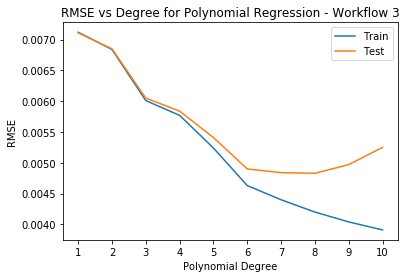 RMSE vs Degree for Polynomial Regression - Workflow 3
Train
Test
0.0070
0.0065
0.0060
0.0055
0.0050
0.0045
0.0040
RMSE
1 2 3 4 5 6 7 8 9 10
Polynomial Degree